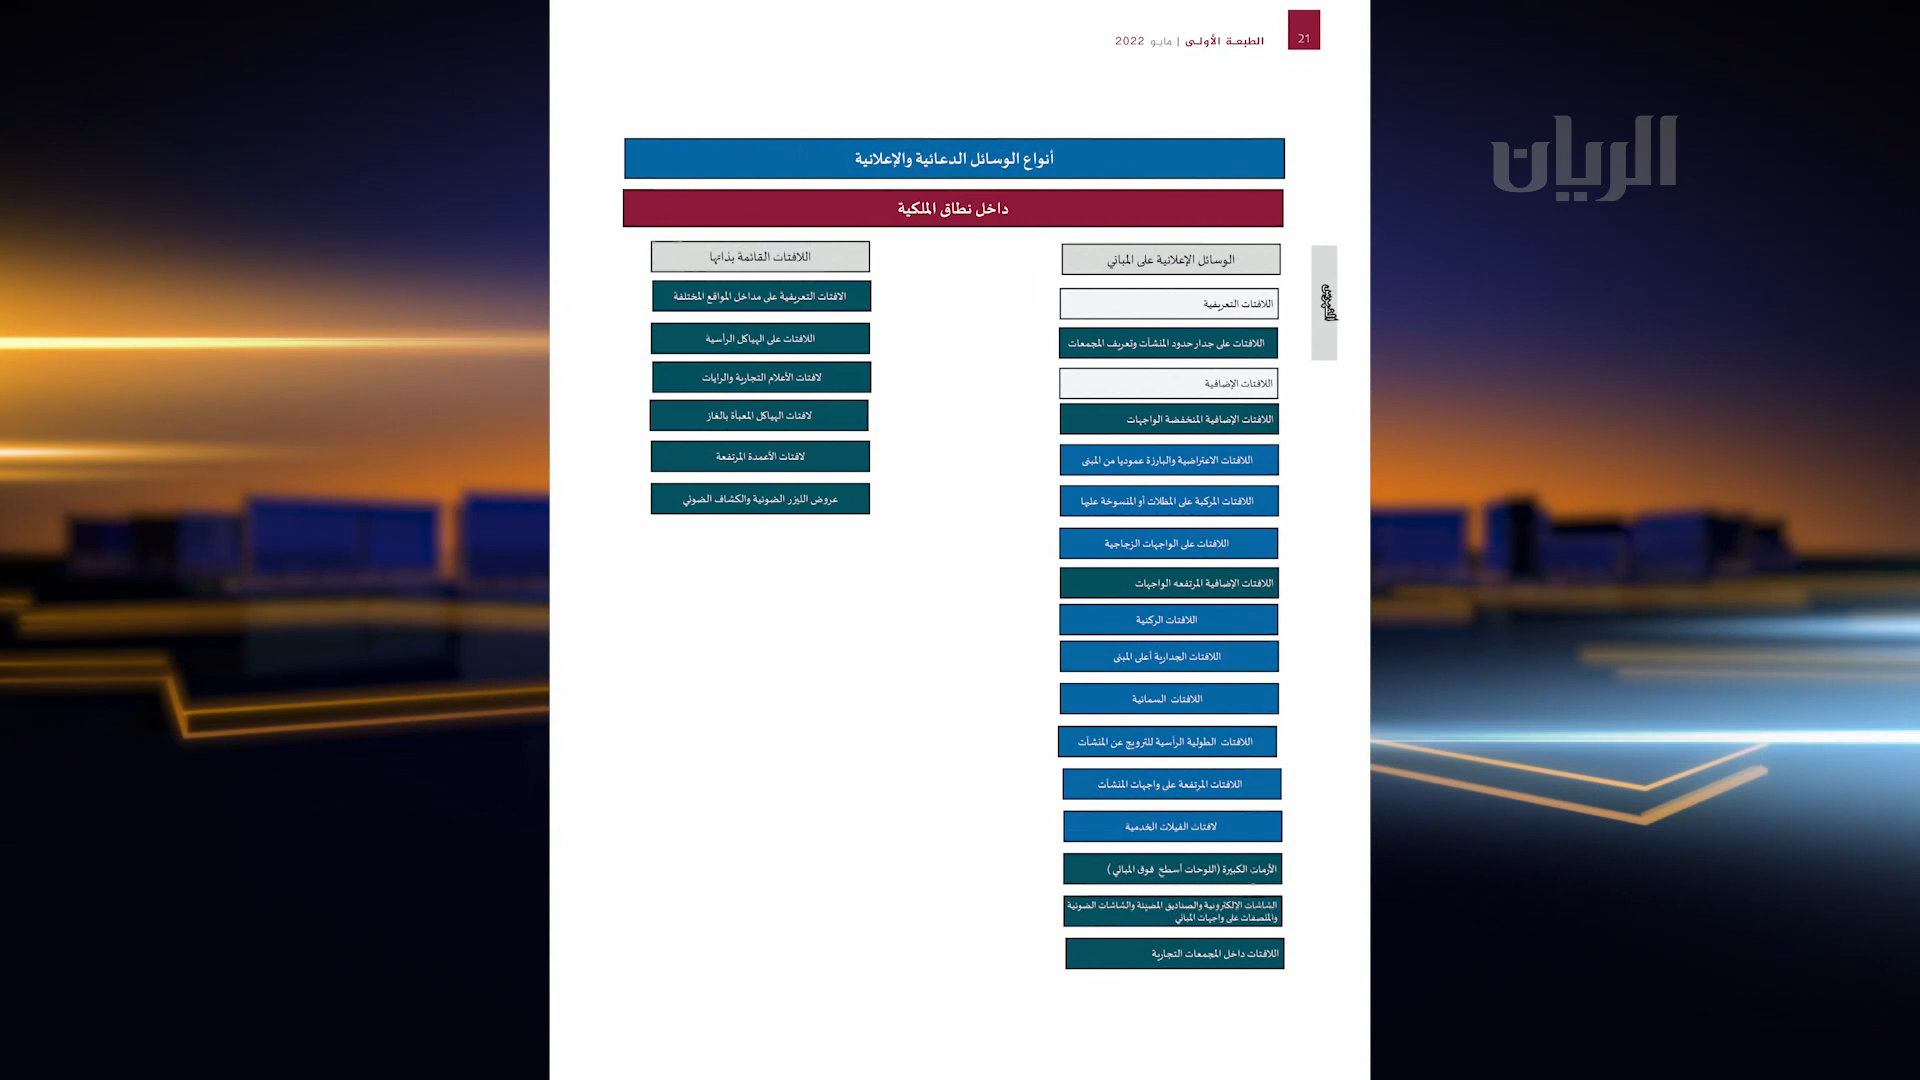 21
الطبعة الأولى | مايو 2022
الريان
أنواع الوسائل الدعائية والإعلانية
داخل نطاق الملكية
الفهرس
الوسائل الإعلانية على المباني
اللافتات التعريفية
اللافتات على جدار حدود المنشآت وتعريف المجمعات
اللافتات الإضافية
اللافتات الإضافية المنخفضة الواجهات
اللافتات الاعتراضية والبارزة عموديا من المبنى
اللافتات المركبة على المظلات أو المنسوخة عليها
اللافتات على الواجهات الزجاجية
اللافتات الإضافية المرتفعه الواجهات
اللافتات الركنية
اللافتات الجدارية أعلى المبنى
اللافتات السمائية
اللافتات الطولية الرأسية للترويج عن المنشآت
اللافتات المرتفعة على واجهات المنشآت
لافتات الفيلات الخدمية
الأرمات الكبيرة (اللوحات أسطح فوق المباني )
الشاشات الإلكترونية والصناديق المضيئة والشاشات الضوئية
والملصقات على واجهات المباني
اللافتات داخل المجمعات التجارية
اللافتات القائمة بذاتها
الافتات التعريفية على مداخل المواقع المختلفة
اللافتات على الهياكل الرأسية
لافتات الأعلام التجارية والرايات
لافتات الهياكل المعبأة بالغاز
لافتات الأعمدة المرتفعة
عروض الليزر الضوئية والكشاف الضوئي